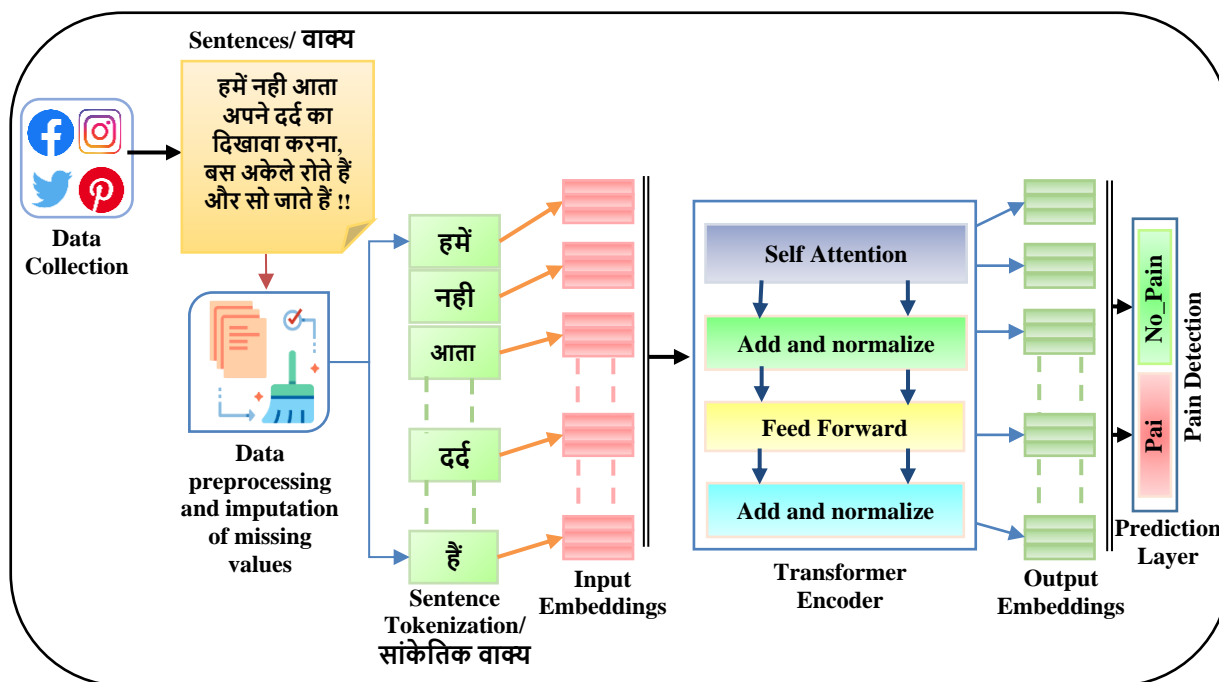 Sentences/ वाक्य
हमें नही आता
अपने दर्द का
दिखावा करना,
बस अकेले रोते हैं
और सो जाते हैं !!
Data
Collection
Data
preprocessing
and imputation
of missing
values
हमें
नही
आता
दर्द
हैं
Sentence
Tokenization/
सांकेतिक वाक्य
Input
Embeddings
Self Attention
Add and normalize
Feed Forward
Add and normalize
Transformer
Encoder
Output
Embeddings
No_Pain
Pai
Pain Detection
Prediction
Layer